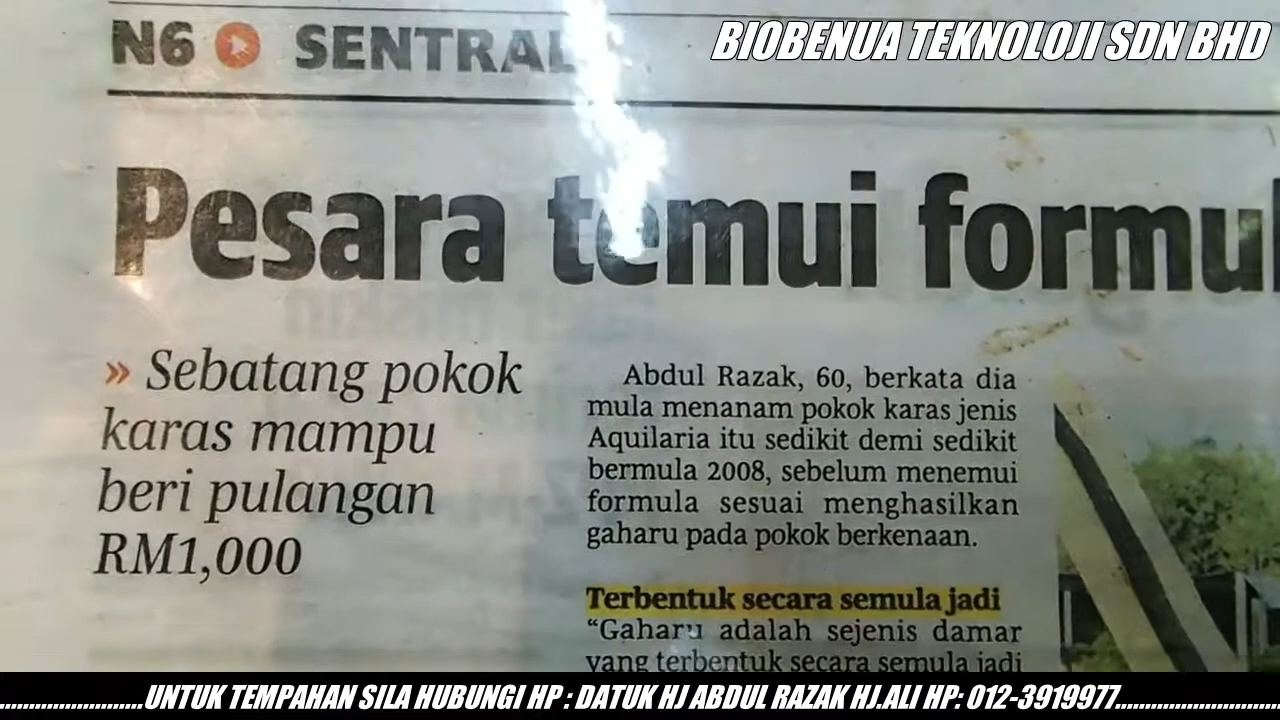 BIOBENUA TEKNOLOJI SDN BHD
N6 SENTRAL
Pesara temui formul
» Sebatang pokok
karas mampu
beri pulangan
RM1,000
Abdul Razak, 60, berkata dia
mula menanam pokok karas jenis
Aquilaria itu sedikit demi sedikit
bermula 2008, sebelum menemui
formula sesuai menghasilkan
gaharu pada pokok berkenaan.
Terbentuk secara semula jadi
“Gaharu adalah sejenis damar
yang terbentuk secara semula jadi
.........................UNTUK TEMPAHAN SILA HUBUNGI HP : DATUK HJ ABDUL RAZAK HJ.ALI HP: 012-3919977.............................